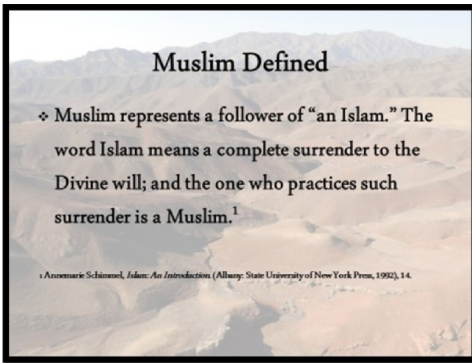 Muslim Defined
❖ Muslim represents a follower of “an Islam.” The
word Islam means a complete surrender to the
Divine will; and the one who practices such
surrender is a Muslim.¹
1 Annemarie Schimmel, Islam: An Introduction (Albany: State University of New York Press, 1992), 14.